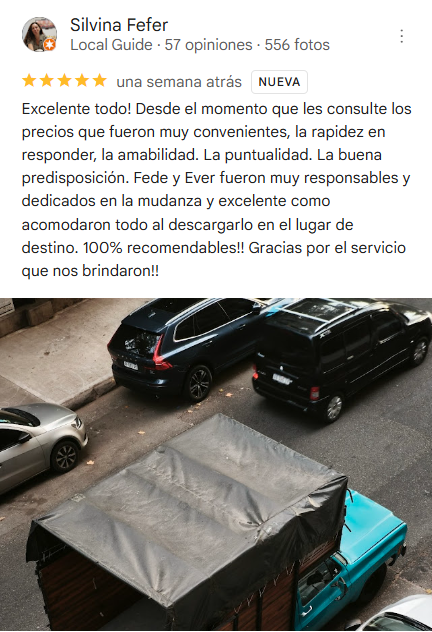 Silvina Fefer
Local Guide · 57 opiniones · 556 fotos
una semana atrás NUEVA
Excelente todo! Desde el momento que les consulte los
precios que fueron muy convenientes, la rapidez en
responder, la amabilidad. La puntualidad. La buena
predisposición. Fede y Ever fueron muy responsables y
dedicados en la mudanza y excelente como
acomodaron todo al descargarlo en el lugar de
destino. 100% recomendables!! Gracias por el servicio
que nos brindaron!!